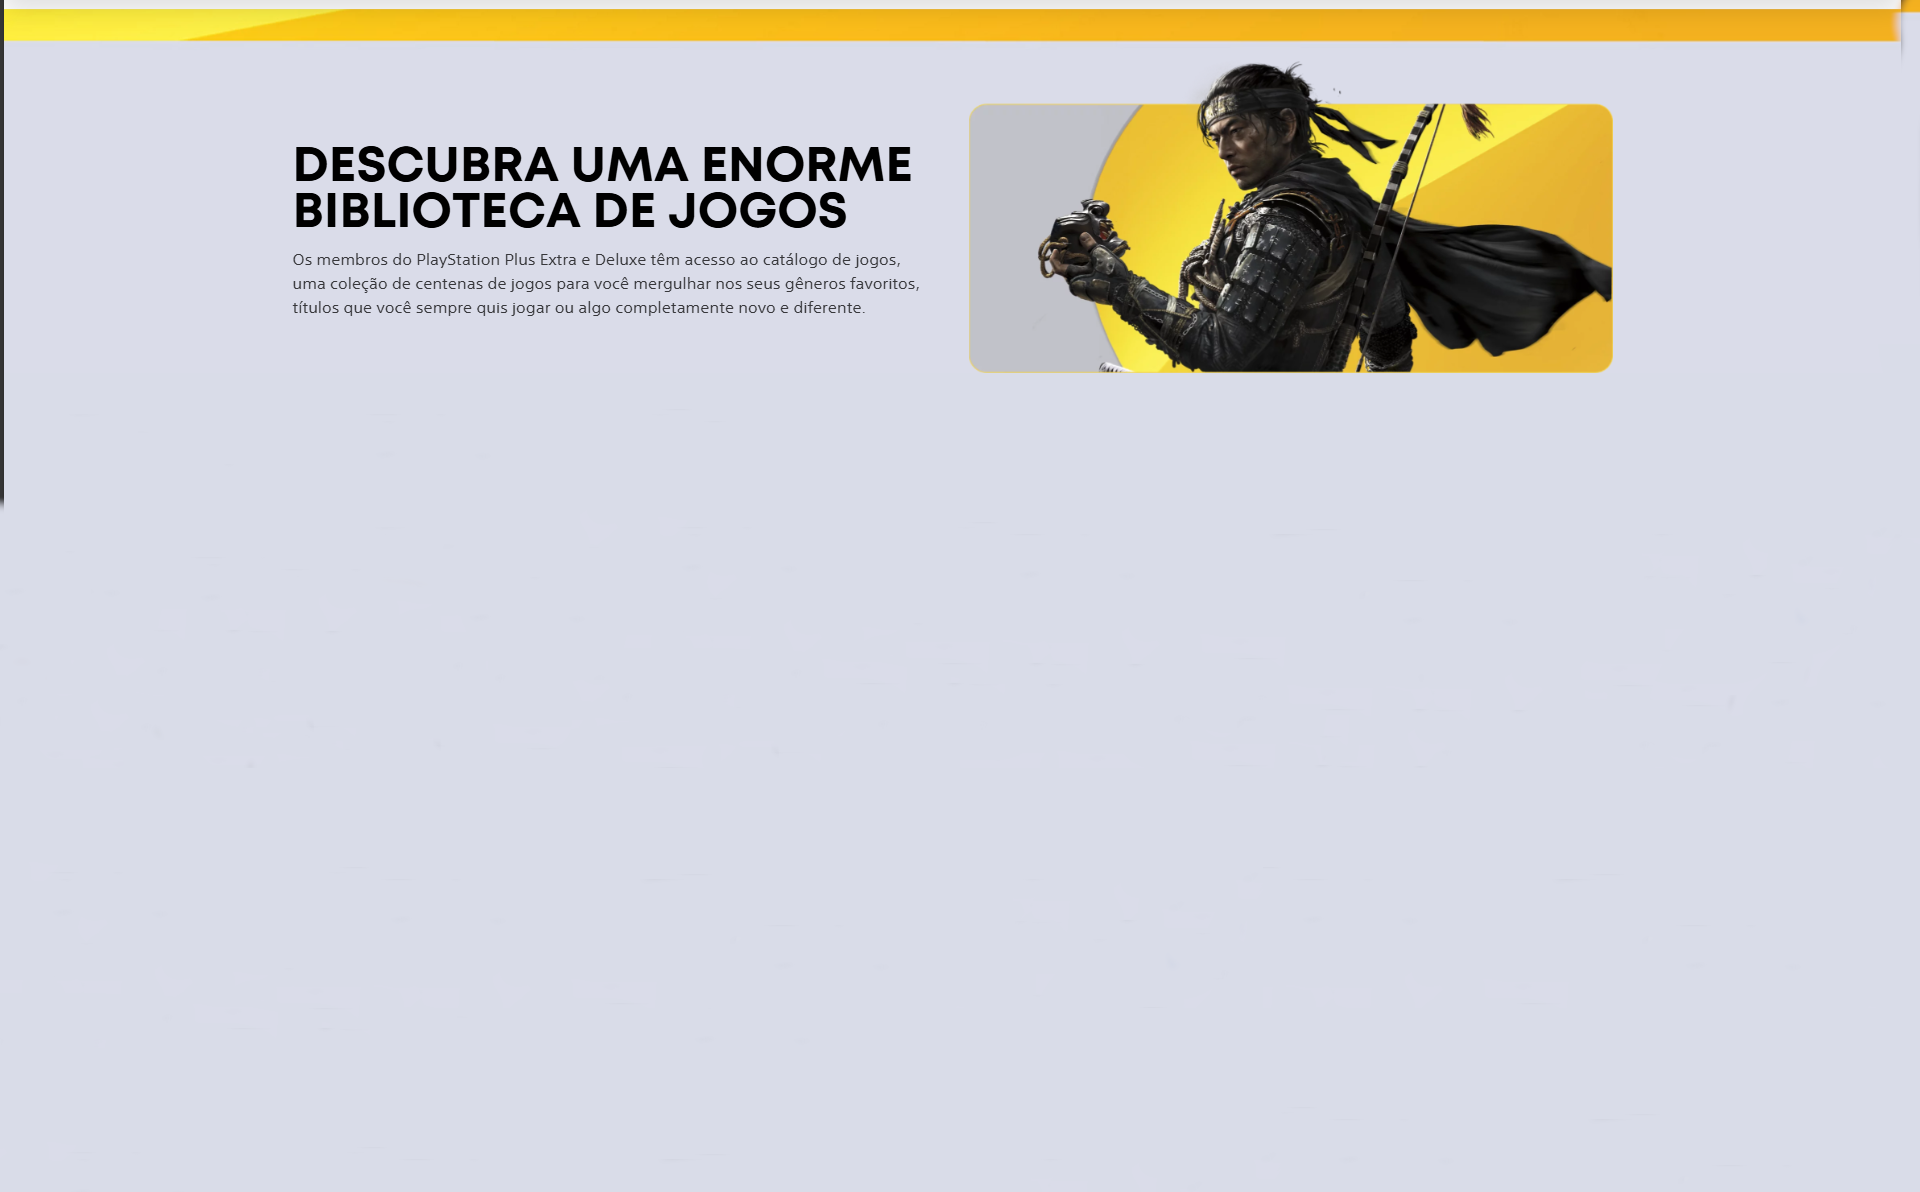 DESCUBRA UMA ENORME
BIBLIOTECA DE JOGOS
Os membros do PlayStation Plus Extra e Deluxe têm acesso ao catálogo de jogos,
uma coleção de centenas de jogos para você mergulhar nos seus gêneros favoritos,
títulos que você sempre quis jogar ou algo completamente novo e diferente.